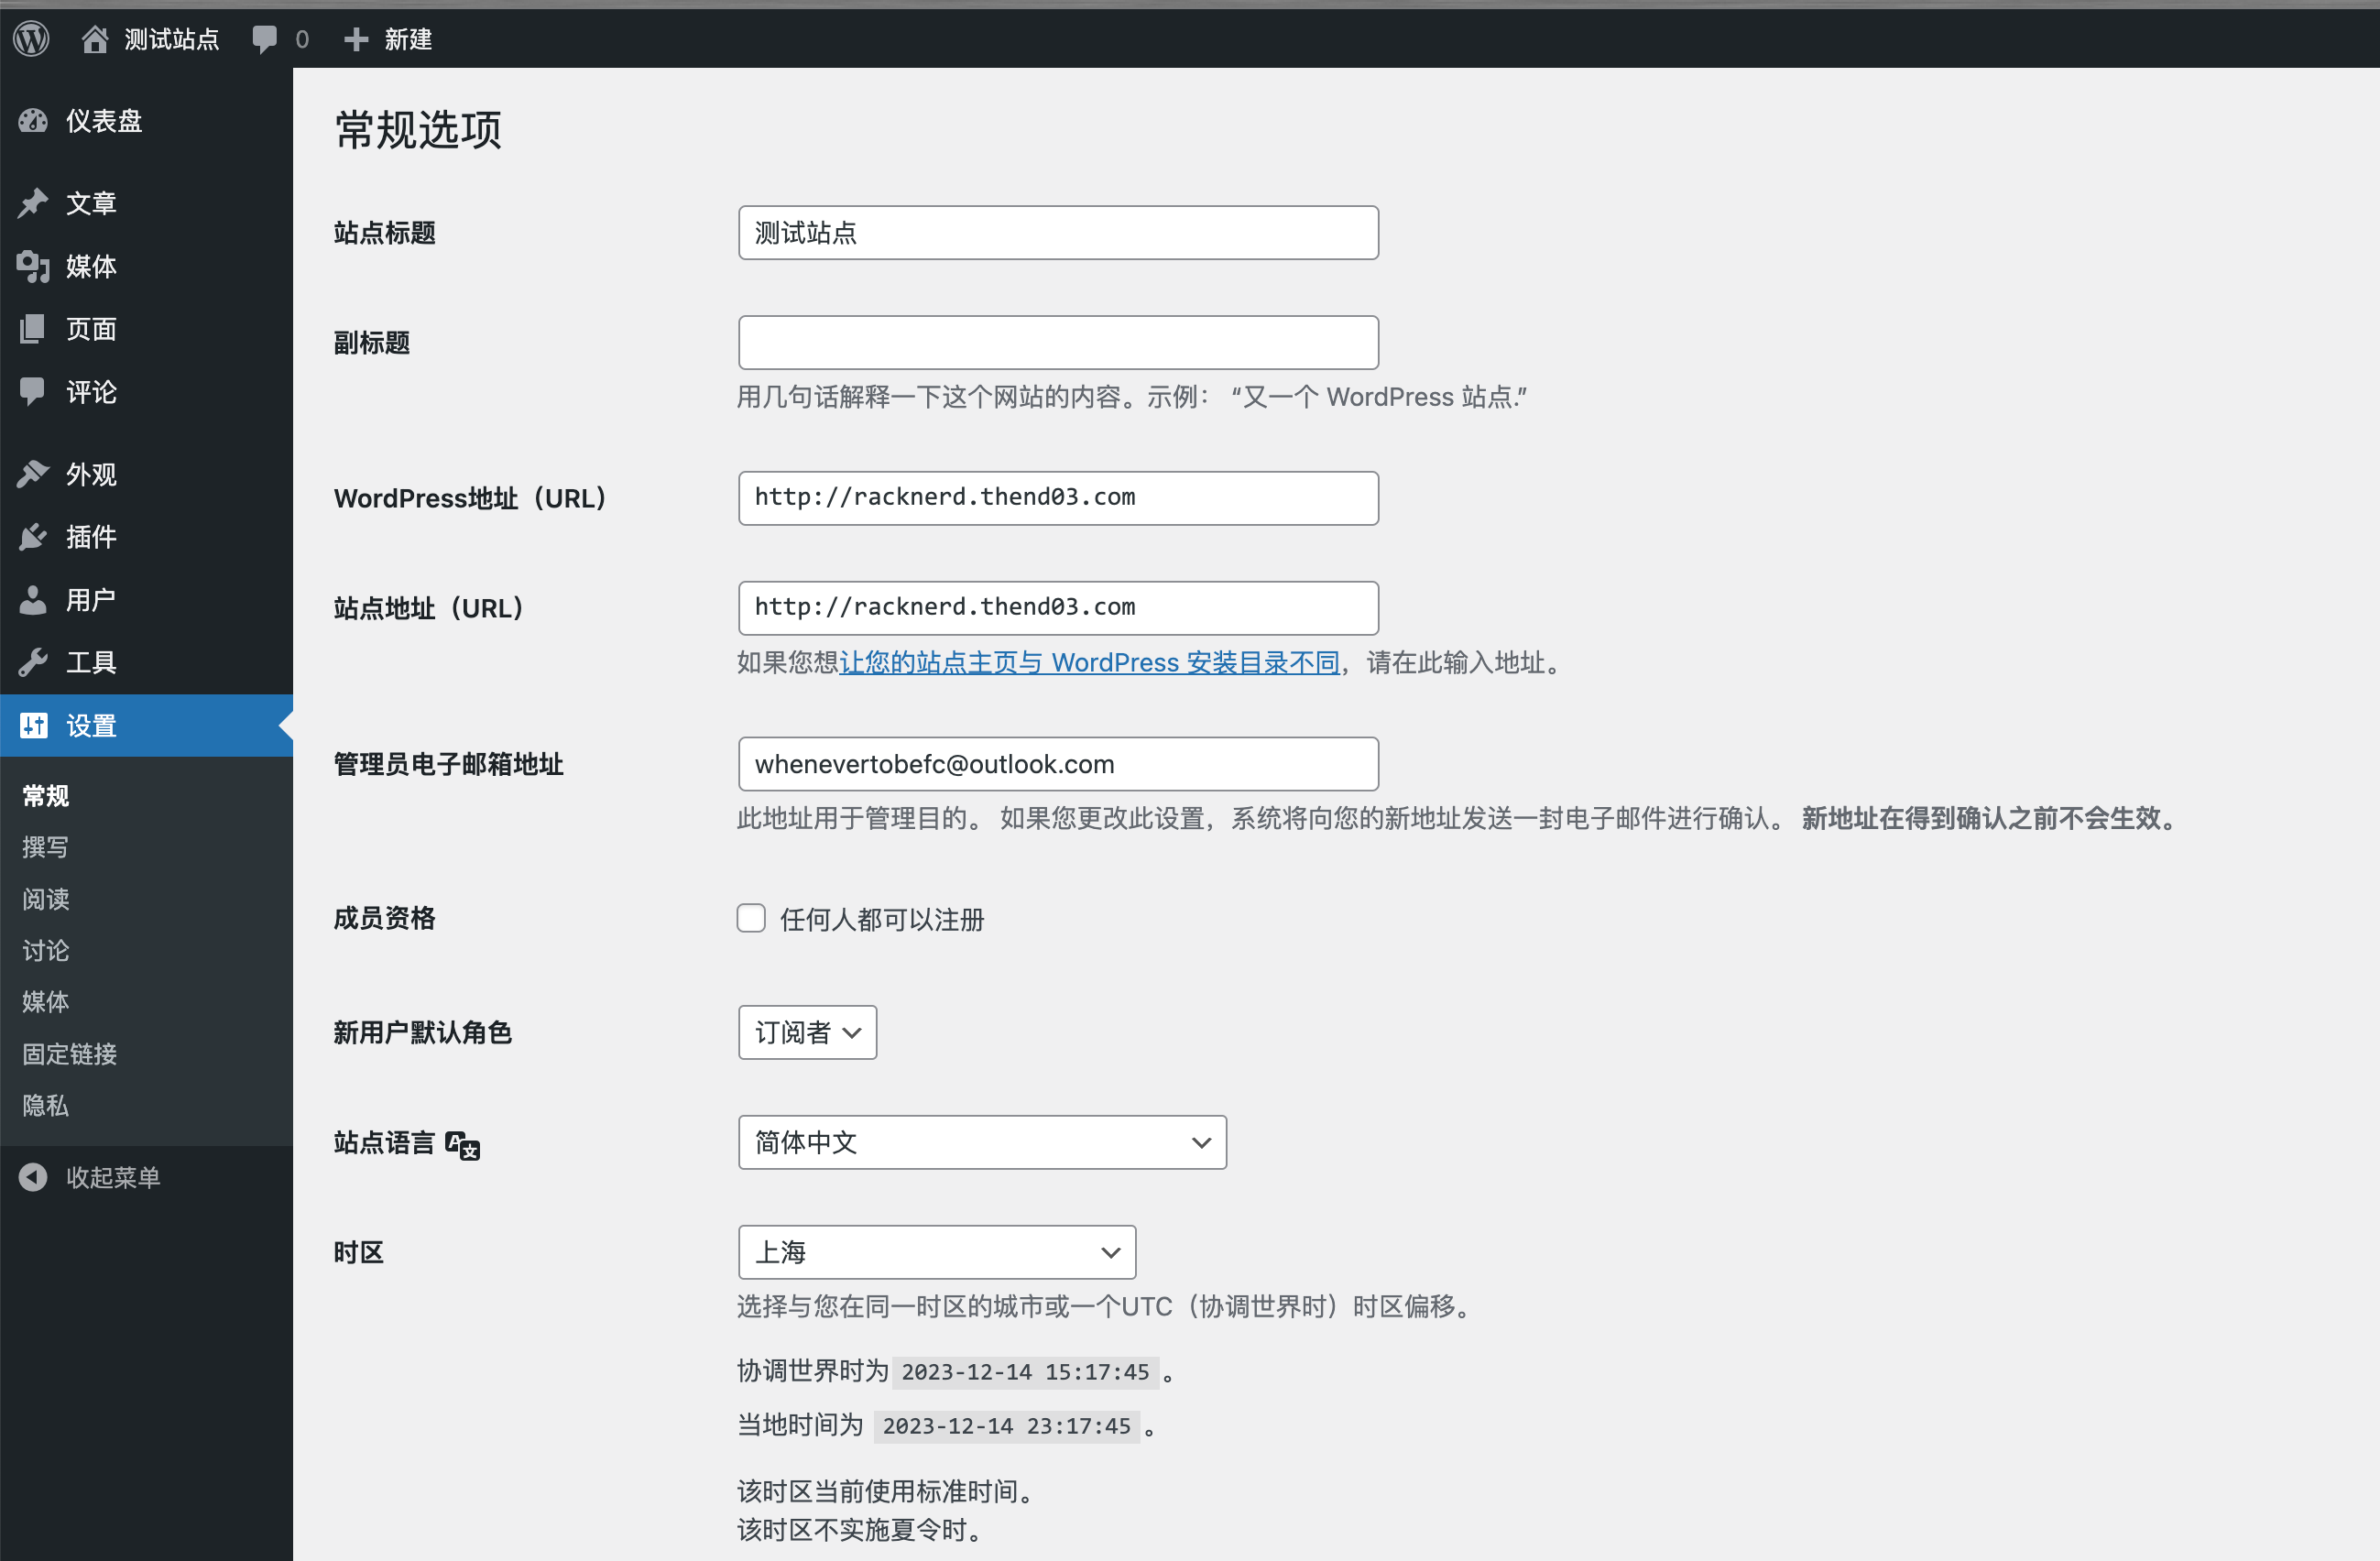 测试站点 0 新建
仪表盘
文章
媒体
页面
评论
外观
插件
用户
工具
设置
常规
撰写
阅读
讨论
媒体
固定链接
隐私
收起菜单
常规选项
站点标题 测试站点
副标题
用几句话解释一下这个网站的内容。示例： “又一个 WordPress 站点.”
WordPress地址（URL） http://racknerd.thend03.com
站点地址（URL） http://racknerd.thend03.com
如果您想让您的站点主页与 WordPress 安装目录不同，请在此输入地址。
管理员电子邮箱地址 whenevertobefc@outlook.com
此地址用于管理目的。 如果您更改此设置，系统将向您的新地址发送一封电子邮件进行确认。 新地址在得到确认之前不会生效。
成员资格 任何人都可以注册
新用户默认角色 订阅者
站点语言 简体中文
时区 上海
选择与您在同一时区的城市或一个UTC（协调世界时）时区偏移。
协调世界时为 2023-12-14 15:17:45 。
当地时间为 2023-12-14 23:17:45 。
该时区当前使用标准时间。
该时区不实施夏令时。